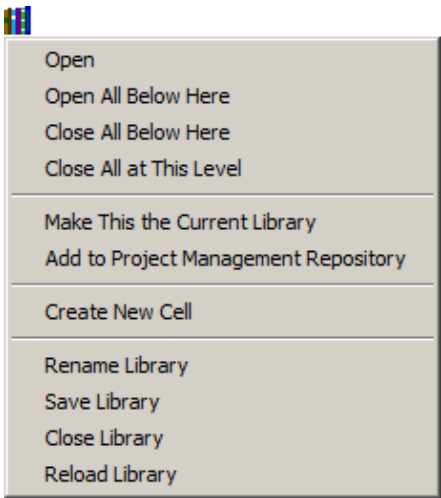 Open
Open All Below Here
Close All Below Here
Close All at This Level
Make This the Current Library
Add to Project Management Repository
Create New Cell
Rename Library
Save Library
Close Library
Reload Library